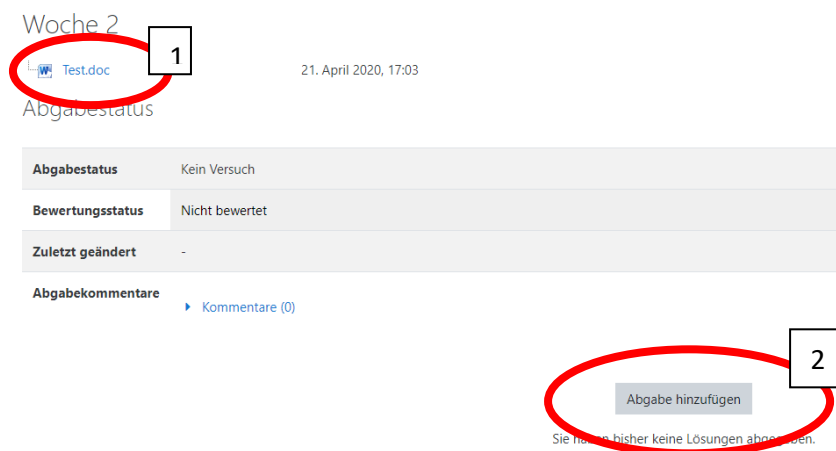 Woche 2
1
Test.doc 21. April 2020, 17:03
Abgabestatus
Abgabestatus Kein Versuch
Bewertungsstatus Nicht bewertet
Zuletzt geändert -
Abgabekommentare
Kommentare (0)
2
Abgabe hinzufügen
Sie haben bisher keine Lösungen abgegeben.